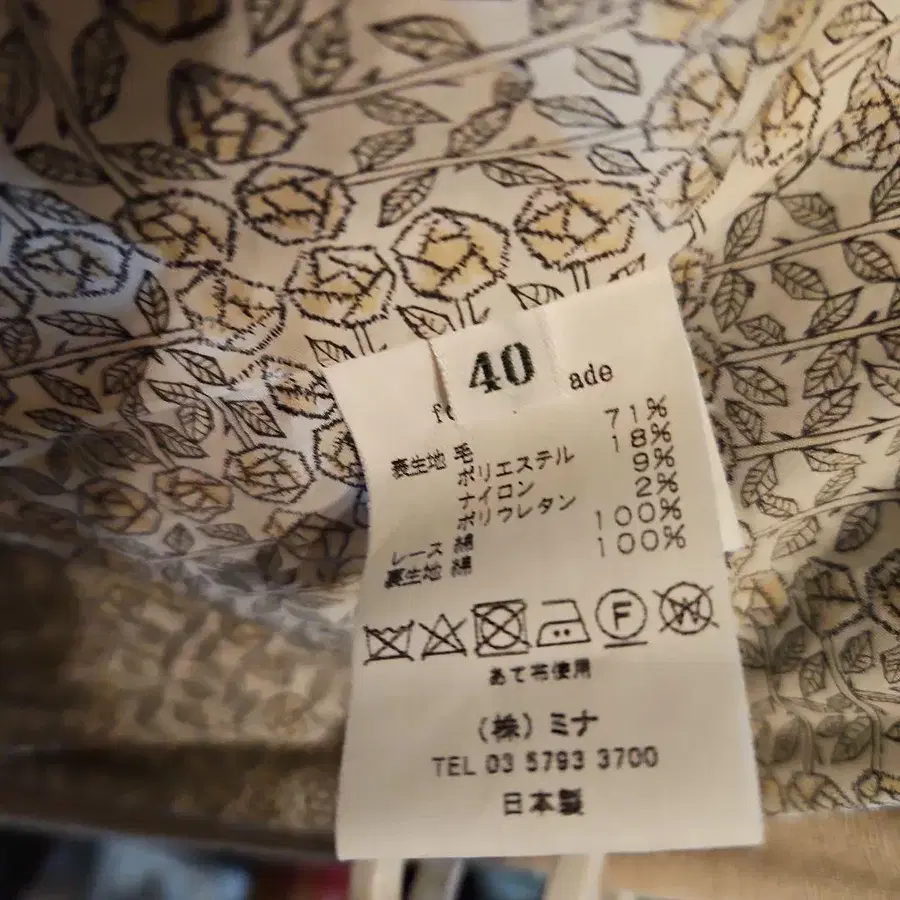 40
ade
表生地 毛 71%
ポリエステル 18%
ナイロン 9%
ポリウレタン 2%
レース 綿 100%
裏生地 綿 100%
F W
あて布使用
(株) ミナ
TEL 03 5793 3700
日本製